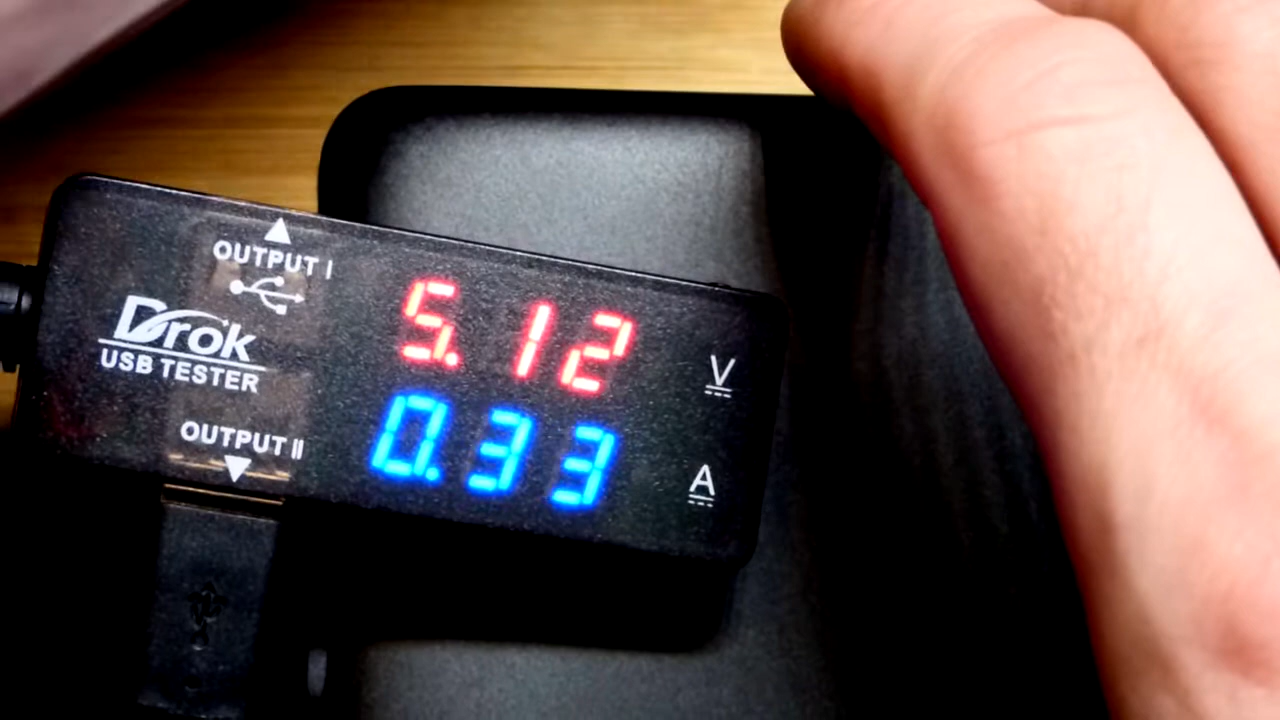 OUTPUT I
Drok
USB TESTER
OUTPUT II
5.12 V
0.33 A